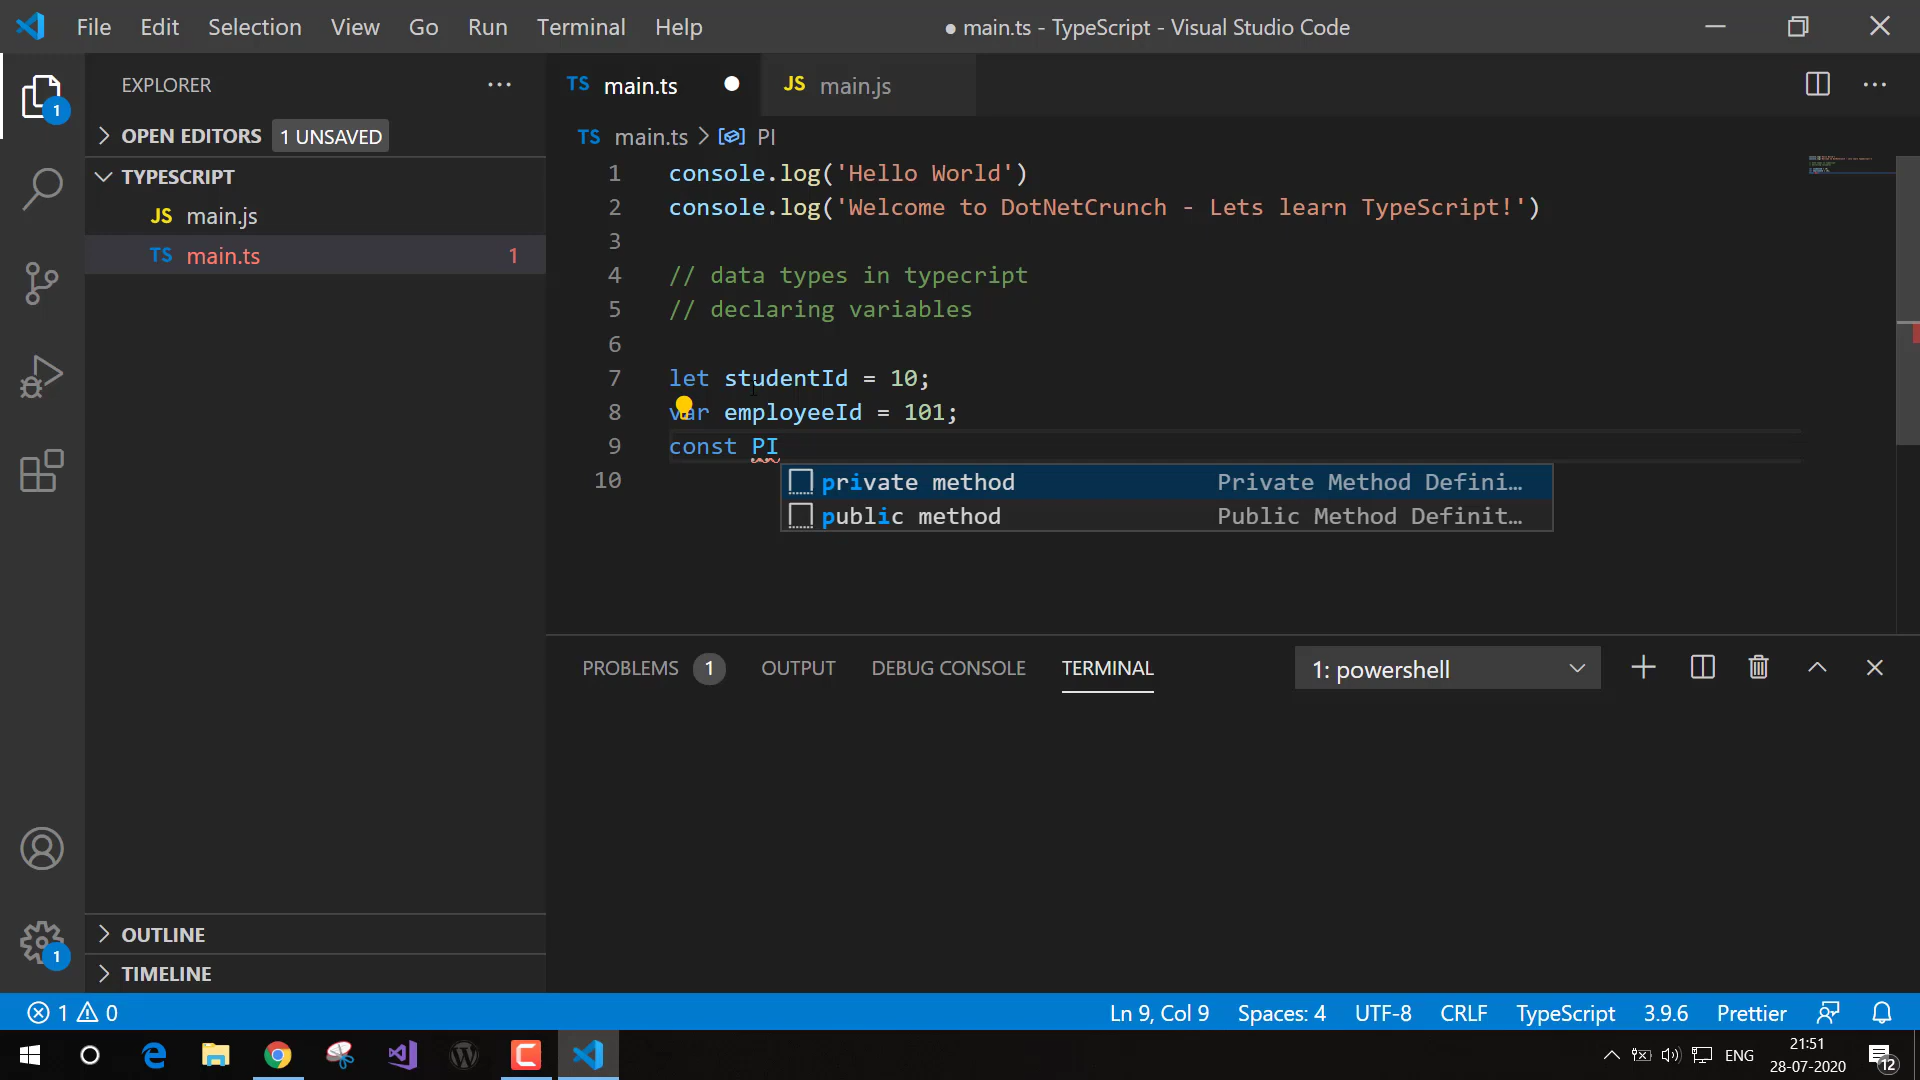 File Edit Selection View Go Run Terminal Help ● main.ts - TypeScript - Visual Studio Code
EXPLORER ···
1
OPEN EDITORS 1 UNSAVED
TYPESCRIPT
JS main.js
TS main.ts 1
TS main.ts ● JS main.js ···
TS main.ts > PI
1 console.log('Hello World')
2 console.log('Welcome to DotNetCrunch - Lets learn TypeScript!')
3
4 // data types in typecript
5 // declaring variables
6
7 let studentId = 10;
8 var employeeId = 101;
9 const PI
10
private method Private Method Defini…
public method Public Method Definit…
PROBLEMS 1 OUTPUT DEBUG CONSOLE TERMINAL 1: powershell
OUTLINE
1
TIMELINE
1 0 Ln 9, Col 9 Spaces: 4 UTF-8 CRLF TypeScript 3.9.6 Prettier
ENG 21:51
28-07-2020 12